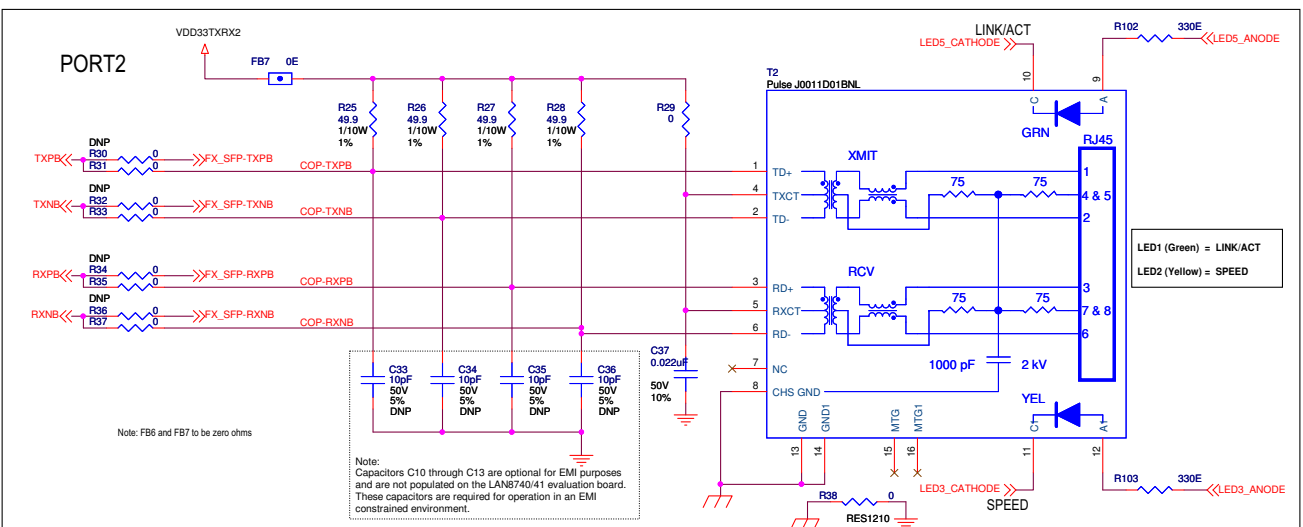 PORT2
VDD33TXRX2
FB7 0E
R25
49.9
1/10W
1%
R26
49.9
1/10W
1%
R27
49.9
1/10W
1%
R28
49.9
1/10W
1%
R29
0
TXPB
DNP
R30 0
R31 0
FX_SFP-TXPB
COP-TXPB
TXNB
DNP
R32 0
R33 0
FX_SFP-TXNB
COP-TXNB
RXPB
DNP
R34 0
R35 0
FX_SFP-RXPB
COP-RXPB
RXNB
DNP
R36 0
R37 0
FX_SFP-RXNB
COP-RXNB
C33
10pF
50V
5%
DNP
C34
10pF
50V
5%
DNP
C35
10pF
50V
5%
DNP
C36
10pF
50V
5%
DNP
C37
0.022uF
50V
10%
Note: FB6 and FB7 to be zero ohms
Note:
Capacitors C10 through C13 are optional for EMI purposes
and are not populated on the LAN8740/41 evaluation board.
These capacitors are required for operation in an EMI
constrained environment.
T2
Pulse J0011D01BNL
1 TD+
4 TXCT
2 TD-
3 RD+
5 RXCT
6 RD-
7 NC
8 CHS GND
XMIT
RCV
75 75
75 75
1000 pF 2 kV
RJ45
1
4 & 5
2
3
7 & 8
6
LINK/ACT
LED5_CATHODE
10
9
C
A
GRN
R102 330E
LED5_ANODE
LED1 (Green) = LINK/ACT
LED2 (Yellow) = SPEED
YEL
C1
A1
11
12
LED3_CATHODE
SPEED
R103 330E
LED3_ANODE
GND
GND1
MTG
MTG1
13
14
15
16
R38 0
RES1210